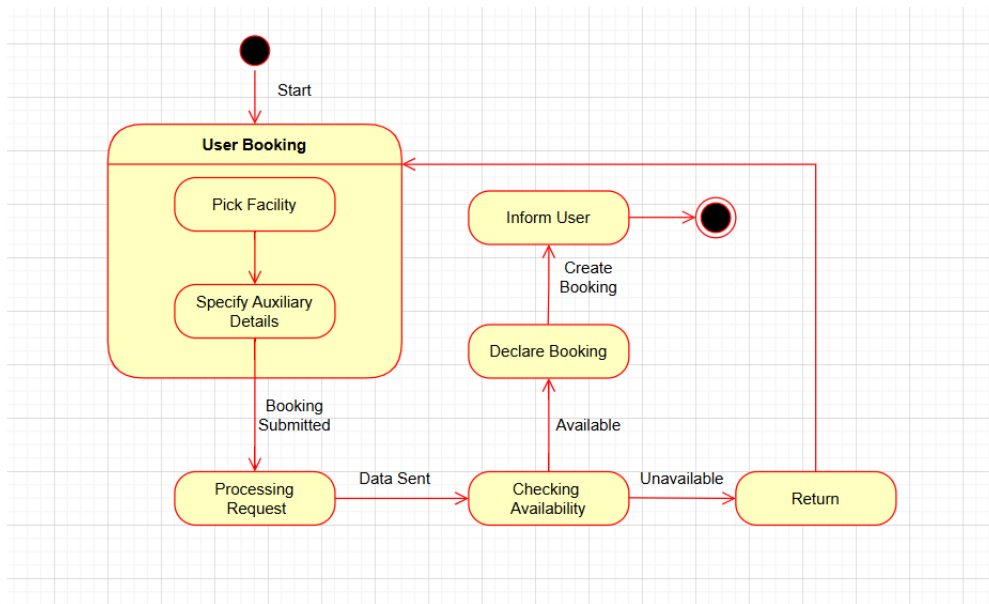 Start
User Booking
Pick Facility
Specify Auxiliary
Details
Booking
Submitted
Processing
Request
Data Sent
Checking
Availability
Available
Declare Booking
Create
Booking
Inform User
Unavailable
Return